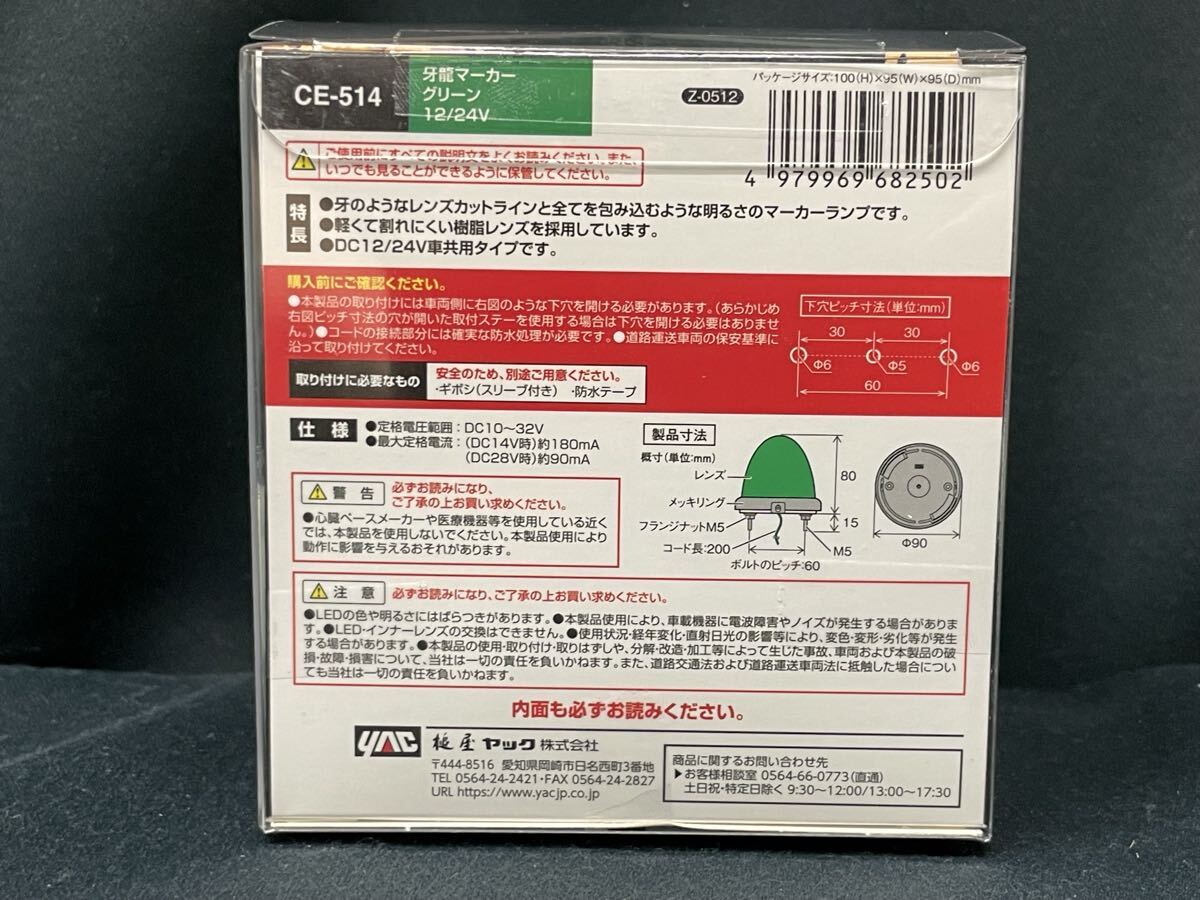 CE-514
牙龍マーカー
グリーン
12/24V
Z-0512
パッケージサイズ:100(H)×95(W)×95(D)mm
4 979969 682502
ご使用前にすべての説明文をよくお読みください。また、
いつでも見ることができるように保管してください。
特長
●牙のようなレンズカットラインと全てを包み込むような明るさのマーカーランプです。
●軽くて割れにくい樹脂レンズを採用しています。
●DC12/24V車共用タイプです。
購入前にご確認ください。
●本製品の取り付けには車両側に右図のような下穴を開ける必要があります。(あらかじめ
右図ピッチ寸法の穴が開いた取付ステーを使用する場合は下穴を開ける必要はありませ
ん。)●コードの接続部分には確実な防水処理が必要です。●道路運送車両の保安基準に
沿って取り付けてください。
下穴ピッチ寸法(単位:mm)
30 30
Φ6 Φ5 Φ6
60
取り付けに必要なもの
安全のため、別途ご用意ください。
・ギボシ(スリーブ付き) ・防水テープ
仕様
●定格電圧範囲:DC10〜32V
●最大定格電流:(DC14V時)約180mA
(DC28V時)約90mA
製品寸法
概寸(単位:mm)
レンズ
メッキリング
フランジナットM5
コード長:200
ボルトのピッチ:60
M5
80
15
Φ90
警告
必ずお読みになり、
ご了承の上お買い求めください。
●心臓ペースメーカーや医療機器等を使用している近く
では、本製品を使用しないでください。本製品使用により
動作に影響を与えるおそれがあります。
注意
必ずお読みになり、ご了承の上お買い求めください。
●LEDの色や明るさにはばらつきがあります。●本製品使用により、車載機器に電波障害やノイズが発生する場合がありま
す。●LED・インナーレンズの交換はできません。●使用状況・経年変化・直射日光の影響等により、変色・変形・劣化等が発生
する場合があります。●本製品の使用・取り付け・取りはずしや、分解・改造・加工等によって生じた事故、車両および本製品の破
損・故障・損害について、当社は一切の責任を負いかねます。また、道路交通法および道路運送車両法に抵触した場合につい
ても当社は一切の責任を負いかねます。
内面も必ずお読みください。
YAC 槌屋ヤック株式会社
〒444-8516 愛知県岡崎市日名西町3番地
TEL 0564-24-2421・FAX 0564-24-2827
URL https://www.yacjp.co.jp
商品に関するお問い合わせ先
▶お客様相談室 0564-66-0773(直通)
土日祝・特定日除く 9:30〜12:00/13:00〜17:30